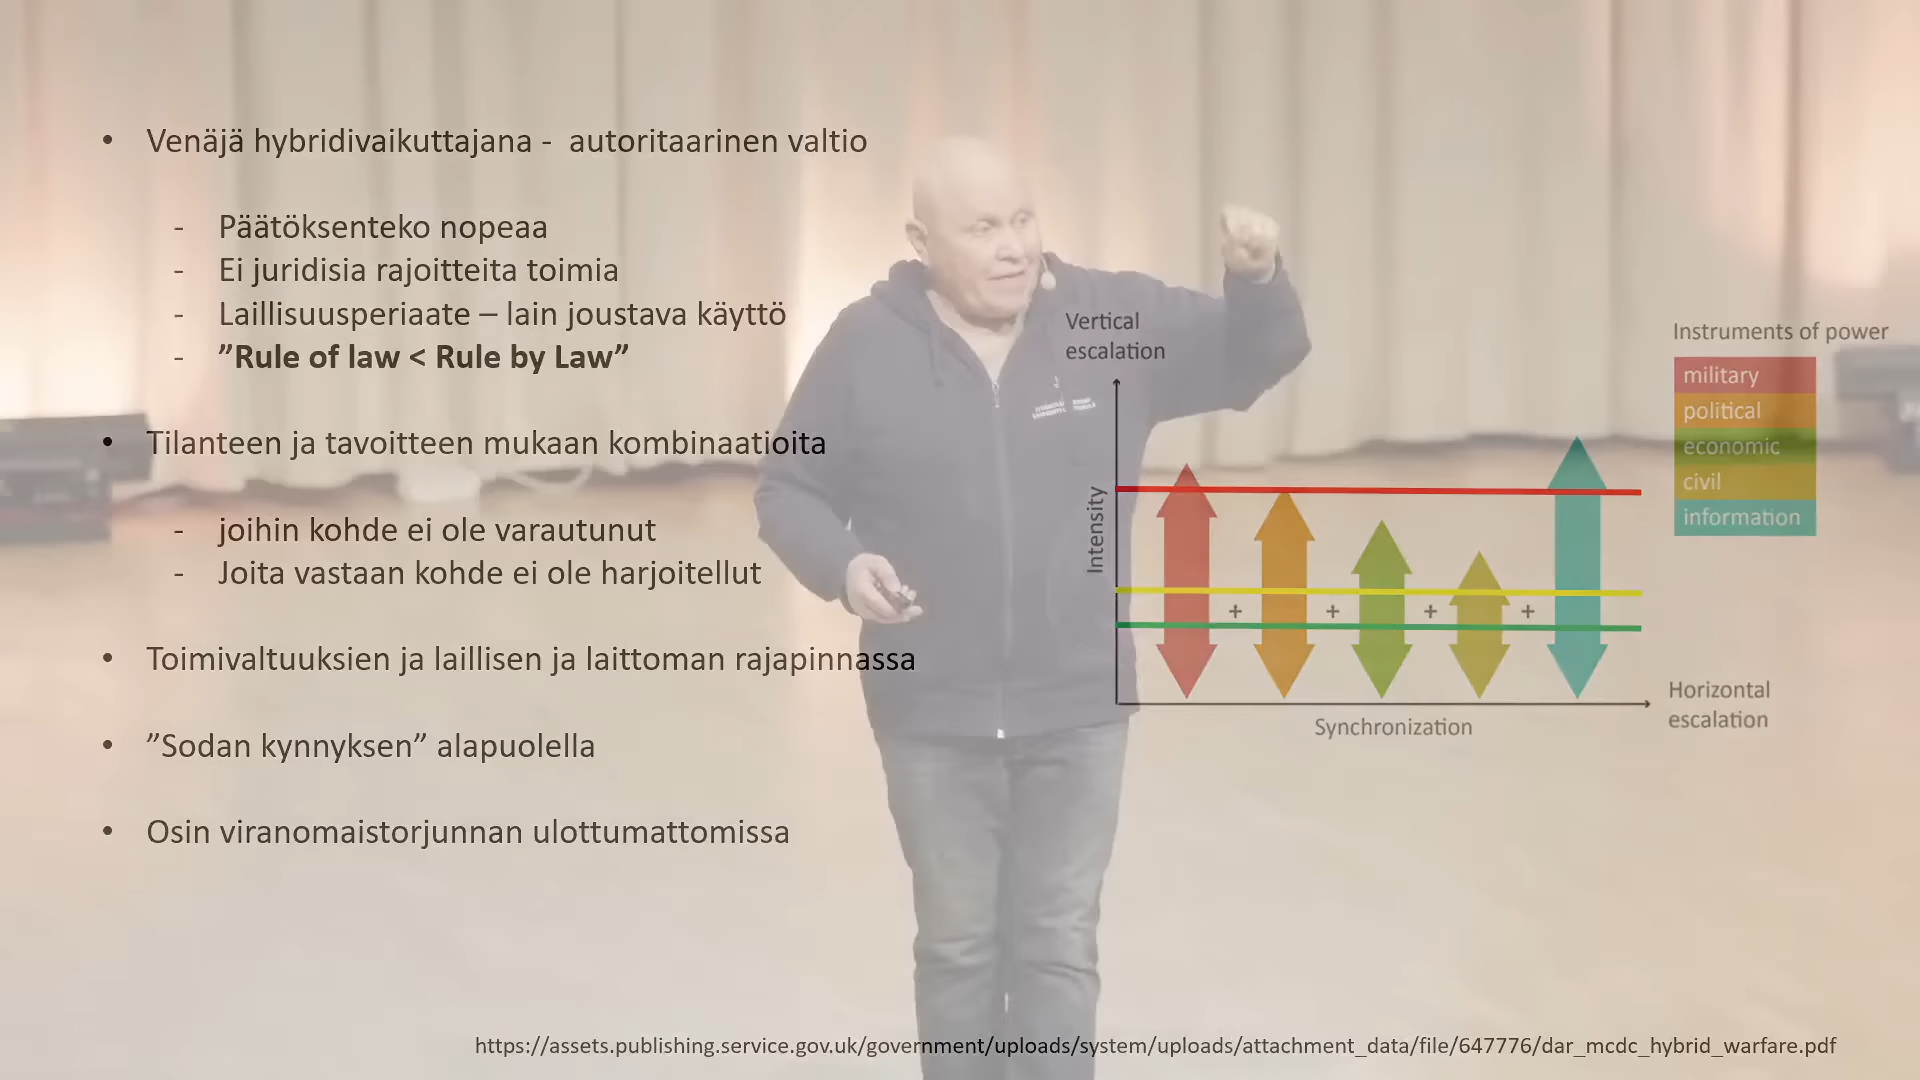 • Venäjä hybridivaikuttajana - autoritaarinen valtio
- Päätöksenteko nopeaa
- Ei juridisia rajoitteita toimia
- Laillisuusperiaate – lain joustava käyttö
- ”Rule of law < Rule by Law”
• Tilanteen ja tavoitteen mukaan kombinaatioita
- joihin kohde ei ole varautunut
- Joita vastaan kohde ei ole harjoitellut
• Toimivaltuuksien ja laillisen ja laittoman rajapinnassa
• ”Sodan kynnyksen” alapuolella
• Osin viranomaistorjunnan ulottumattomissa
Vertical
escalation
Intensity
+ + + +
Synchronization
Horizontal
escalation
Instruments of power
military
political
economic
civil
information
https://assets.publishing.service.gov.uk/government/uploads/system/uploads/attachment_data/file/647776/dar_mcdc_hybrid_warfare.pdf